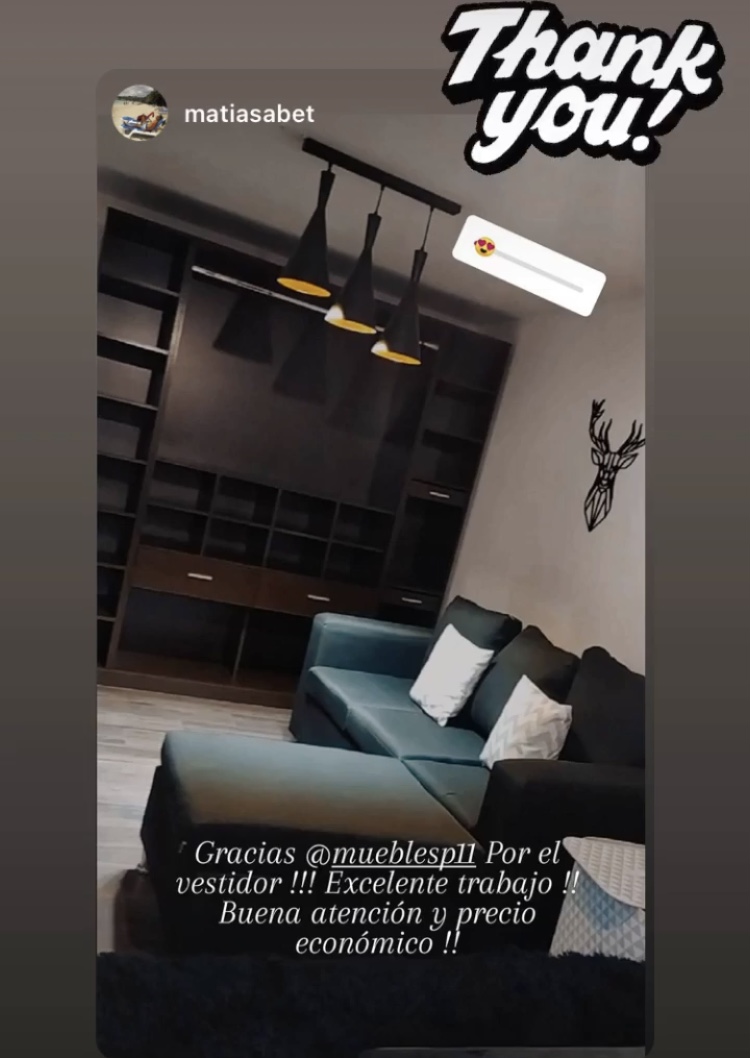 Thank
you!
matiasabet
Gracias @mueblesp11 Por el
vestidor !!! Excelente trabajo !!
Buena atención y precio
económico !!